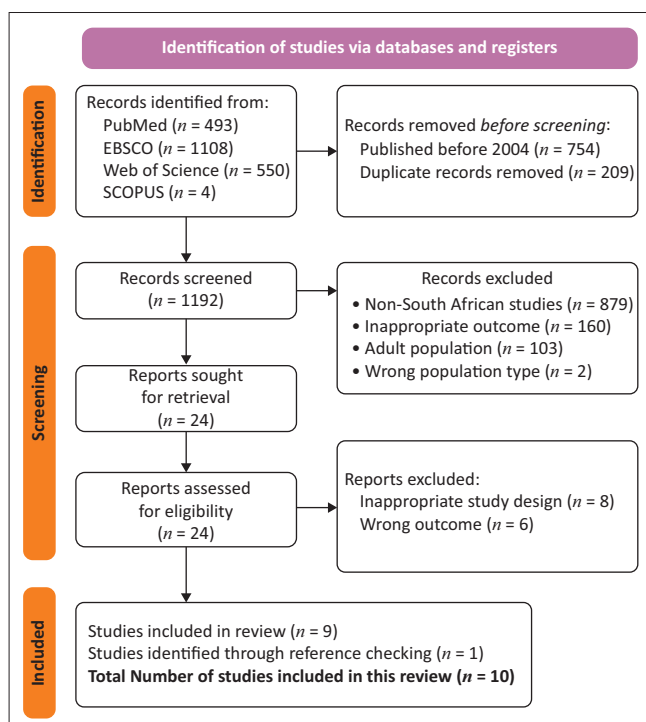 Identification of studies via databases and registers
Identification
Records identified from:
PubMed (n = 493)
EBSCO (n = 1108)
Web of Science (n = 550)
SCOPUS (n = 4)
Records removed before screening:
Published before 2004 (n = 754)
Duplicate records removed (n = 209)
Screening
Records screened
(n = 1192)
Records excluded
• Non-South African studies (n = 879)
• Inappropriate outcome (n = 160)
• Adult population (n = 103)
• Wrong population type (n = 2)
Reports sought
for retrieval
(n = 24)
Reports assessed
for eligibility
(n = 24)
Reports excluded:
Inappropriate study design (n = 8)
Wrong outcome (n = 6)
Included
Studies included in review (n = 9)
Studies identified through reference checking (n = 1)
Total Number of studies included in this review (n = 10)